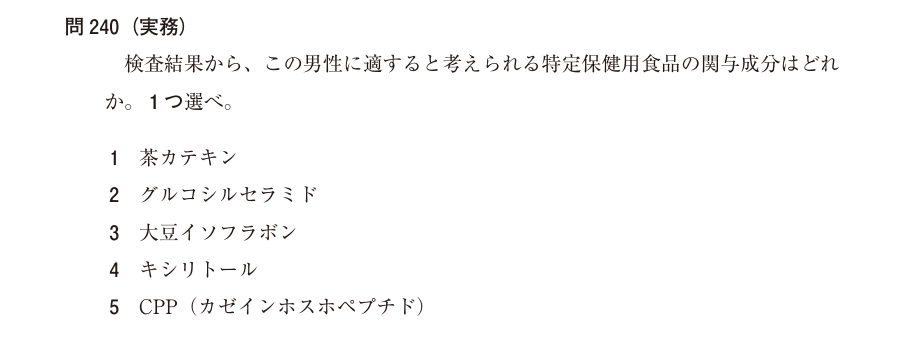 問 240（実務）
検査結果から、この男性に適すると考えられる特定保健用食品の関与成分はどれ
か。1つ選べ。
1 茶カテキン
2 グルコシルセラミド
3 大豆イソフラボン
4 キシリトール
5 CPP（カゼインホスホペプチド）